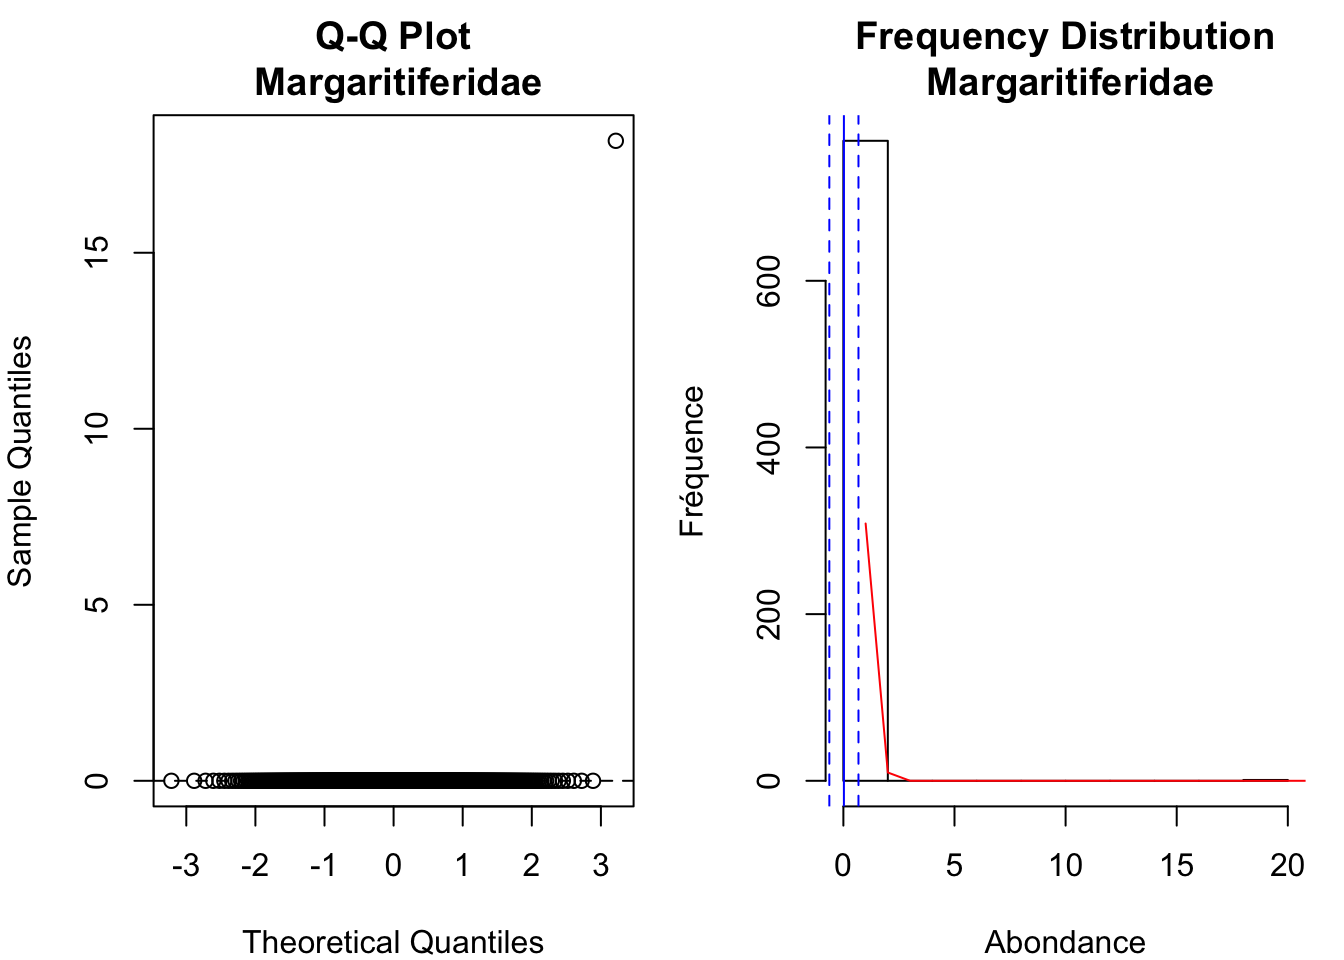 Q-Q Plot
Margaritiferidae
Sample Quantiles
15
10
5
0
-3 -2 -1 0 1 2 3
Theoretical Quantiles
Frequency Distribution
Margaritiferidae
Fréquence
600
400
200
0
0 5 10 15 20
Abondance